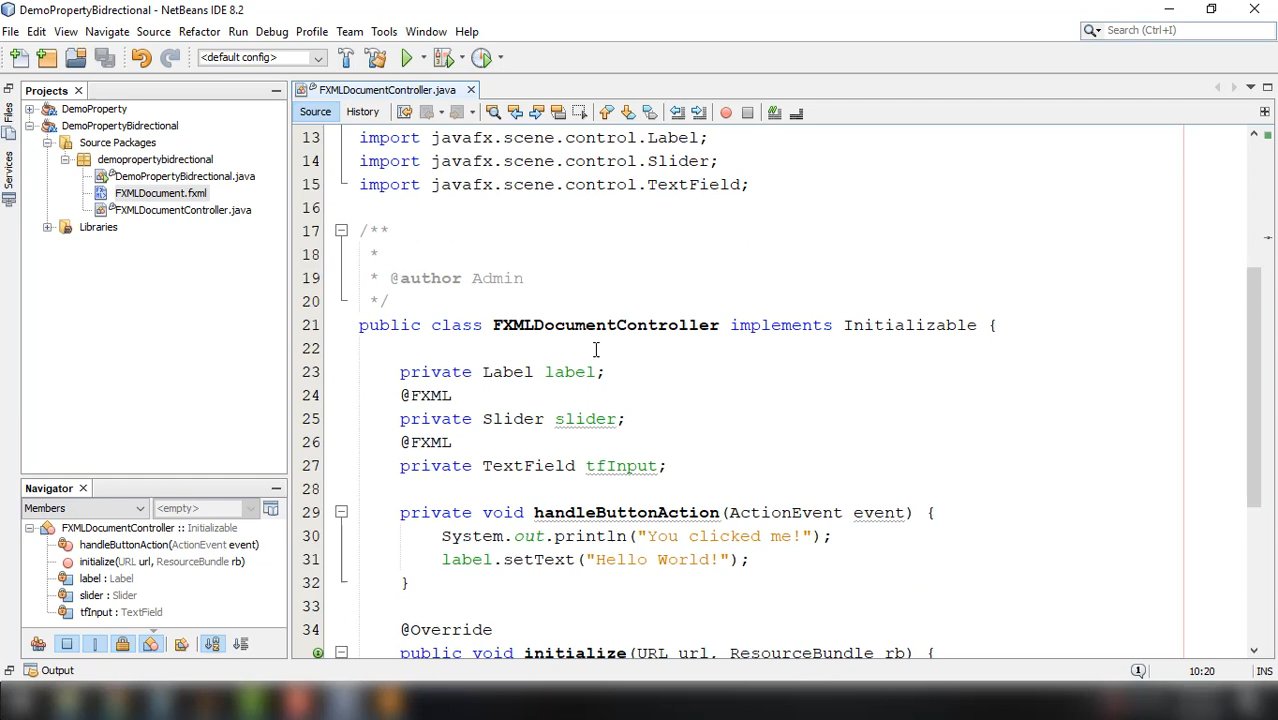 DemoPropertyBidrectional - NetBeans IDE 8.2
File Edit View Navigate Source Refactor Run Debug Profile Team Tools Window Help
Search (Ctrl+I)
<default config>
Projects
FXMLDocumentController.java
Files
Services
DemoProperty
DemoPropertyBidirectional
Source Packages
demopropertybidirectional
DemoPropertyBidirectional.java
FXMLDocument.fxml
FXMLDocumentController.java
Libraries
Source History
13 import javafx.scene.control.Label;
14 import javafx.scene.control.Slider;
15 import javafx.scene.control.TextField;
16
17 /**
18 *
19 * @author Admin
20 */
21 public class FXMLDocumentController implements Initializable {
22
23 private Label label;
24 @FXML
25 private Slider slider;
26 @FXML
27 private TextField tfInput;
28
29 private void handleButtonAction(ActionEvent event) {
30 System.out.println("You clicked me!");
31 label.setText("Hello World!");
32 }
33
34 @Override
public void initialize(URL url, ResourceBundle rb) {
Navigator
Members <empty>
FXMLDocumentController :: Initializable
handleButtonAction(ActionEvent event)
initialize(URL url, ResourceBundle rb)
label : Label
slider : Slider
tfInput : TextField
Output
1
10:20 INS